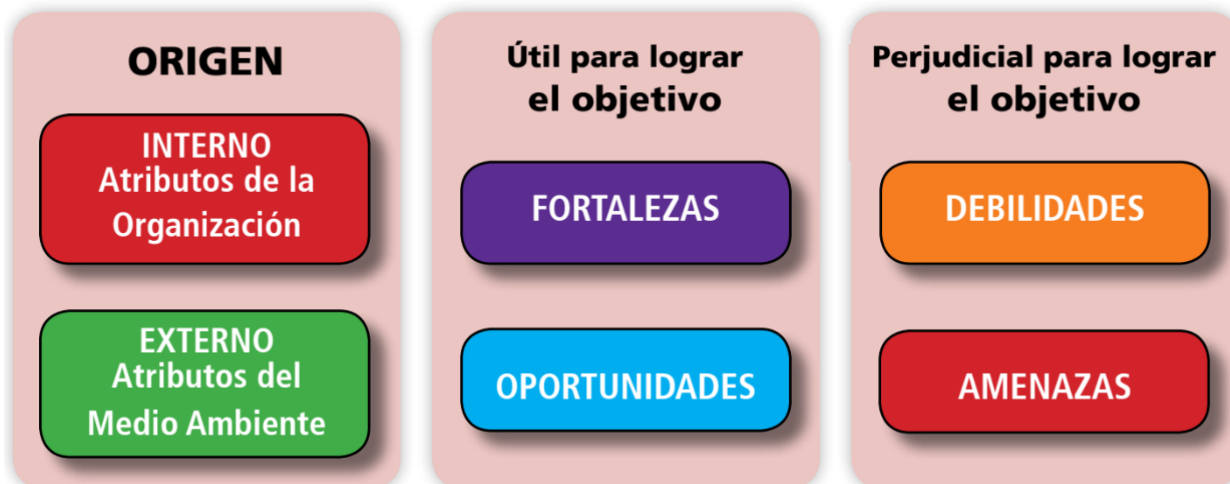 ORIGEN
INTERNO
Atributos de la
Organización
EXTERNO
Atributos del
Medio Ambiente
Útil para lograr
el objetivo
FORTALEZAS
OPORTUNIDADES
Perjudicial para lograr
el objetivo
DEBILIDADES
AMENAZAS